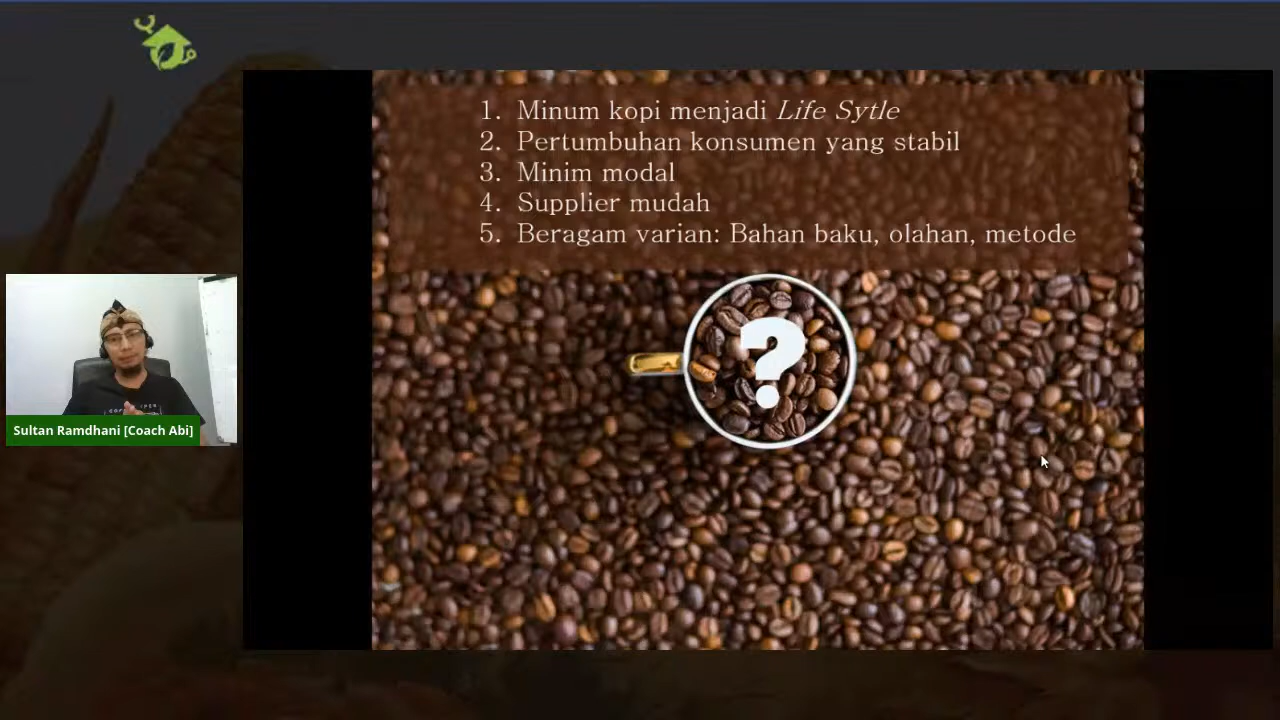 1. Minum kopi menjadi Life Sytle
2. Pertumbuhan konsumen yang stabil
3. Minim modal
4. Supplier mudah
5. Beragam varian: Bahan baku, olahan, metode
?
Sultan Ramdhani [Coach Abi]